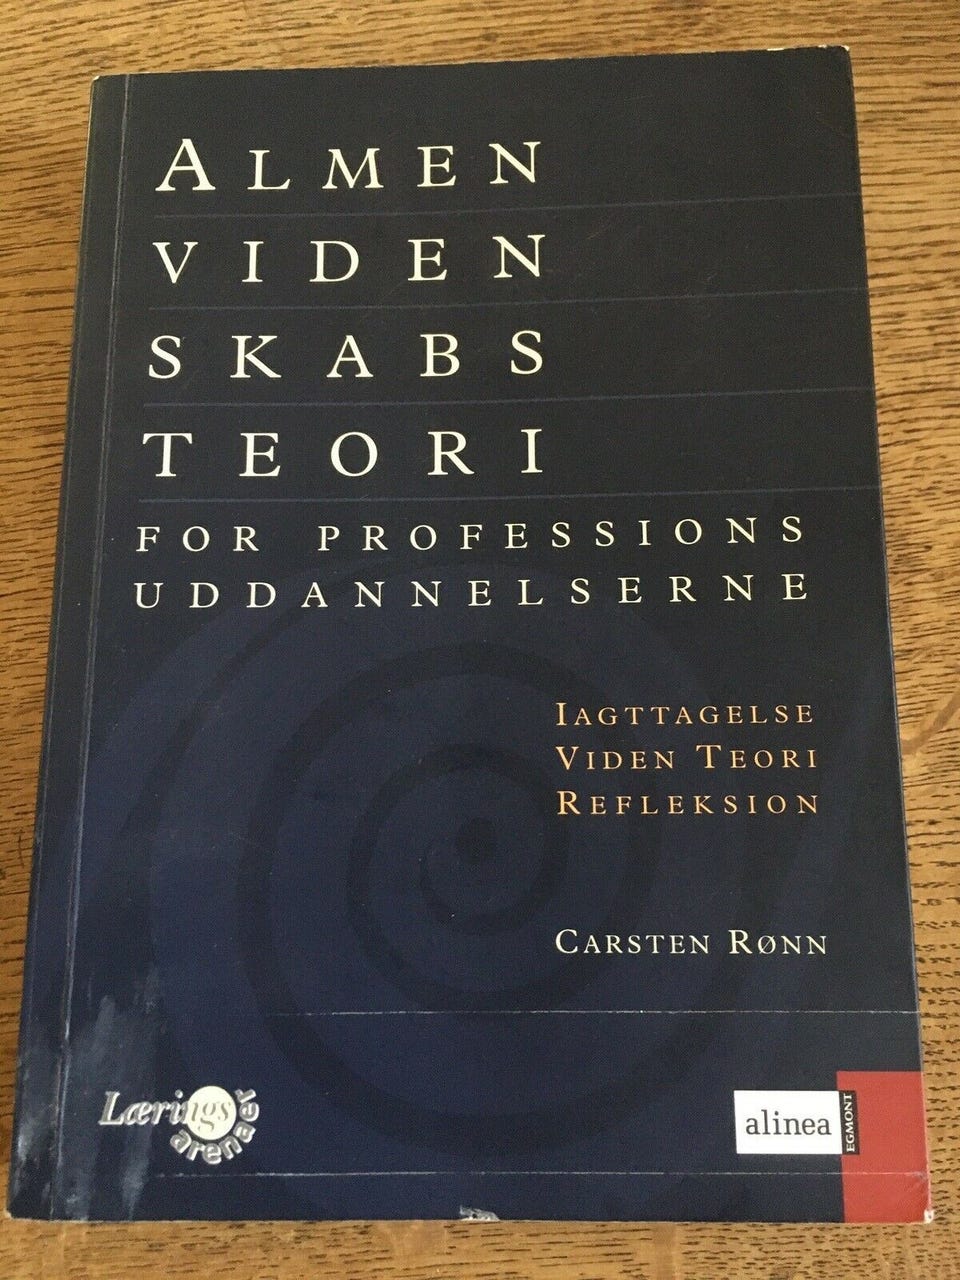 ALMEN
VIDEN
SKABS
TEORI
FOR PROFESSIONS
UDDANNELSERNE
IAGTTAGELSE
VIDEN TEORI
REFLEKSION
CARSTEN RØNN
Lærings
arenaer
alinea
EGMONT